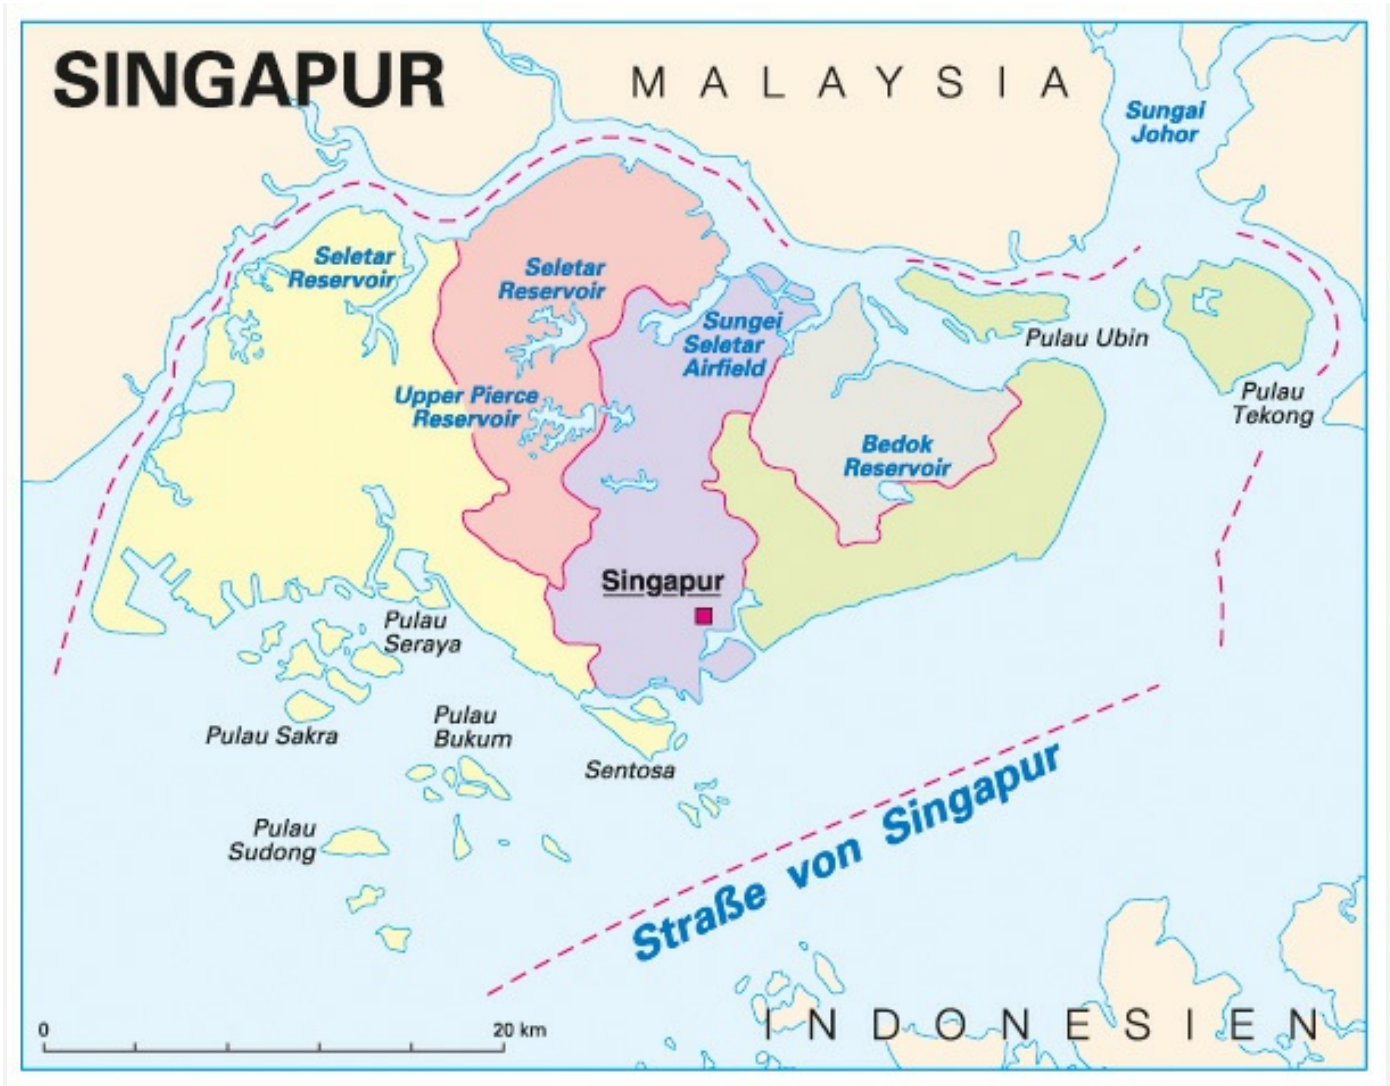 SINGAPUR
MALAYSIA
Sungai
Johor
Seletar
Reservoir
Seletar
Reservoir
Sungei
Seletar
Airfield
Pulau Ubin
Pulau
Tekong
Upper Pierce
Reservoir
Bedok
Reservoir
Singapur
Pulau
Seraya
Pulau Sakra
Pulau
Bukum
Sentosa
Pulau
Sudong
Straße von Singapur
INDONESIEN
0
20 km